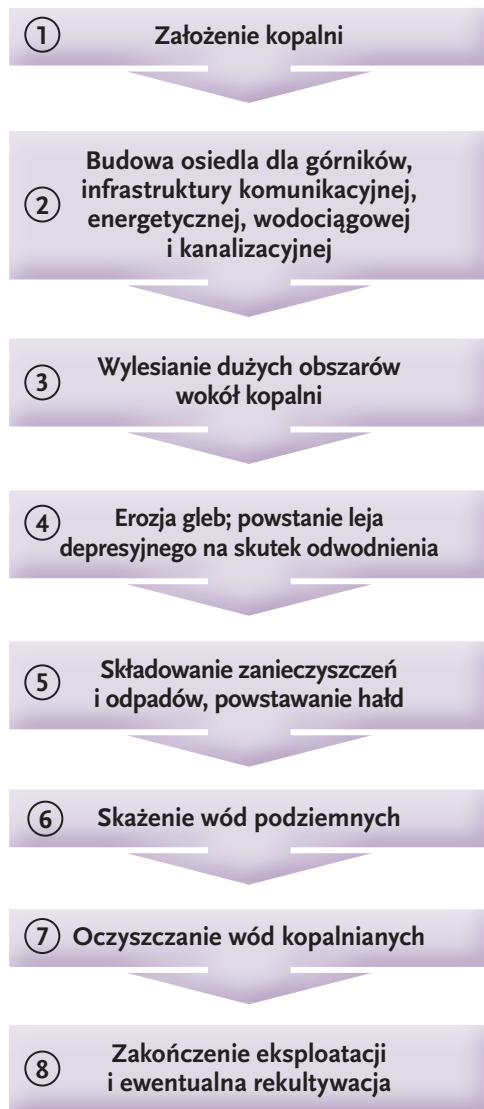 1 Założenie kopalni
2 Budowa osiedla dla górników,
infrastruktury komunikacyjnej,
energetycznej, wodociągowej
i kanalizacyjnej
3 Wylesianie dużych obszarów
wokół kopalni
4 Erozja gleb; powstanie leja
depresyjnego na skutek odwodnienia
5 Składowanie zanieczyszczeń
i odpadów, powstawanie hałd
6 Skażenie wód podziemnych
7 Oczyszczanie wód kopalnianych
8 Zakończenie eksploatacji
i ewentualna rekultywacja